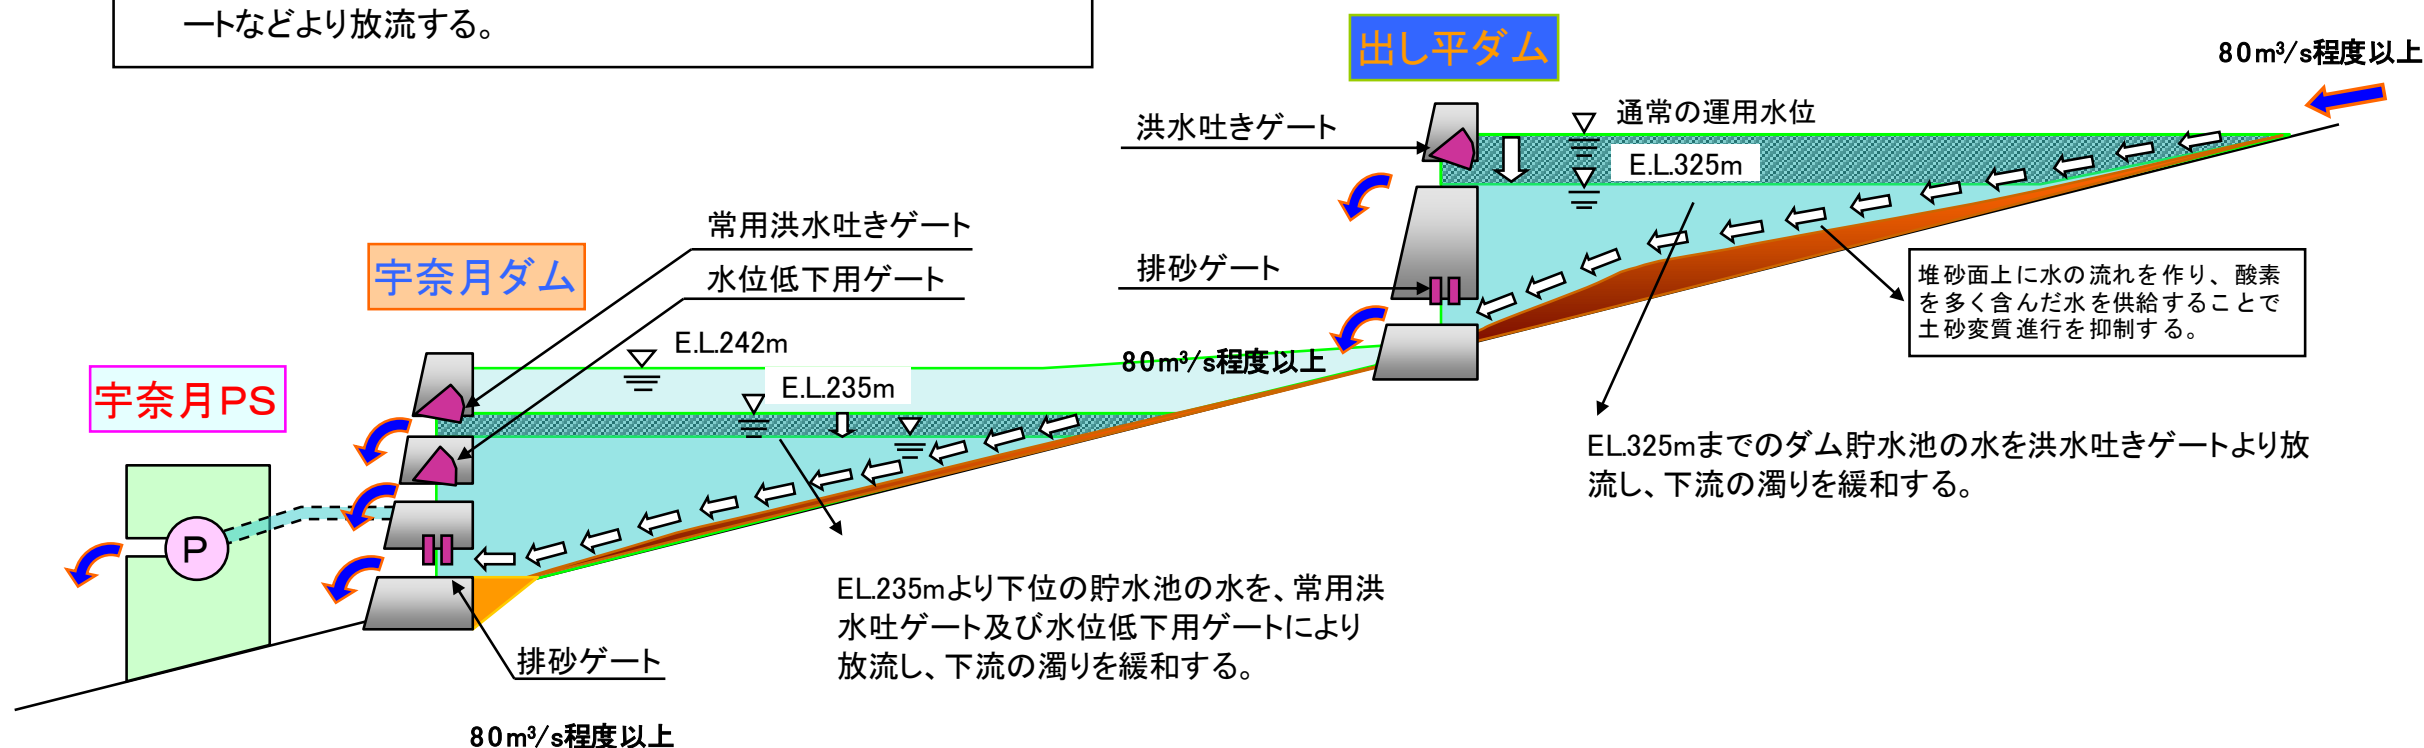 ートなどより放流する。
出し平ダム
80m³/s程度以上
洪水吐きゲート
通常の運用水位
E.L.325m
常用洪水吐きゲート
宇奈月ダム
水位低下用ゲート
排砂ゲート
堆砂面上に水の流れを作り、酸素
を多く含んだ水を供給することで
土砂変質進行を抑制する。
E.L.242m
80m³/s程度以上
E.L.235m
宇奈月PS
EL.325mまでのダム貯水池の水を洪水吐きゲートより放
流し、下流の濁りを緩和する。
P
EL.235mより下位の貯水池の水を、常用洪
水吐ゲート及び水位低下用ゲートにより
放流し、下流の濁りを緩和する。
排砂ゲート
80m³/s程度以上